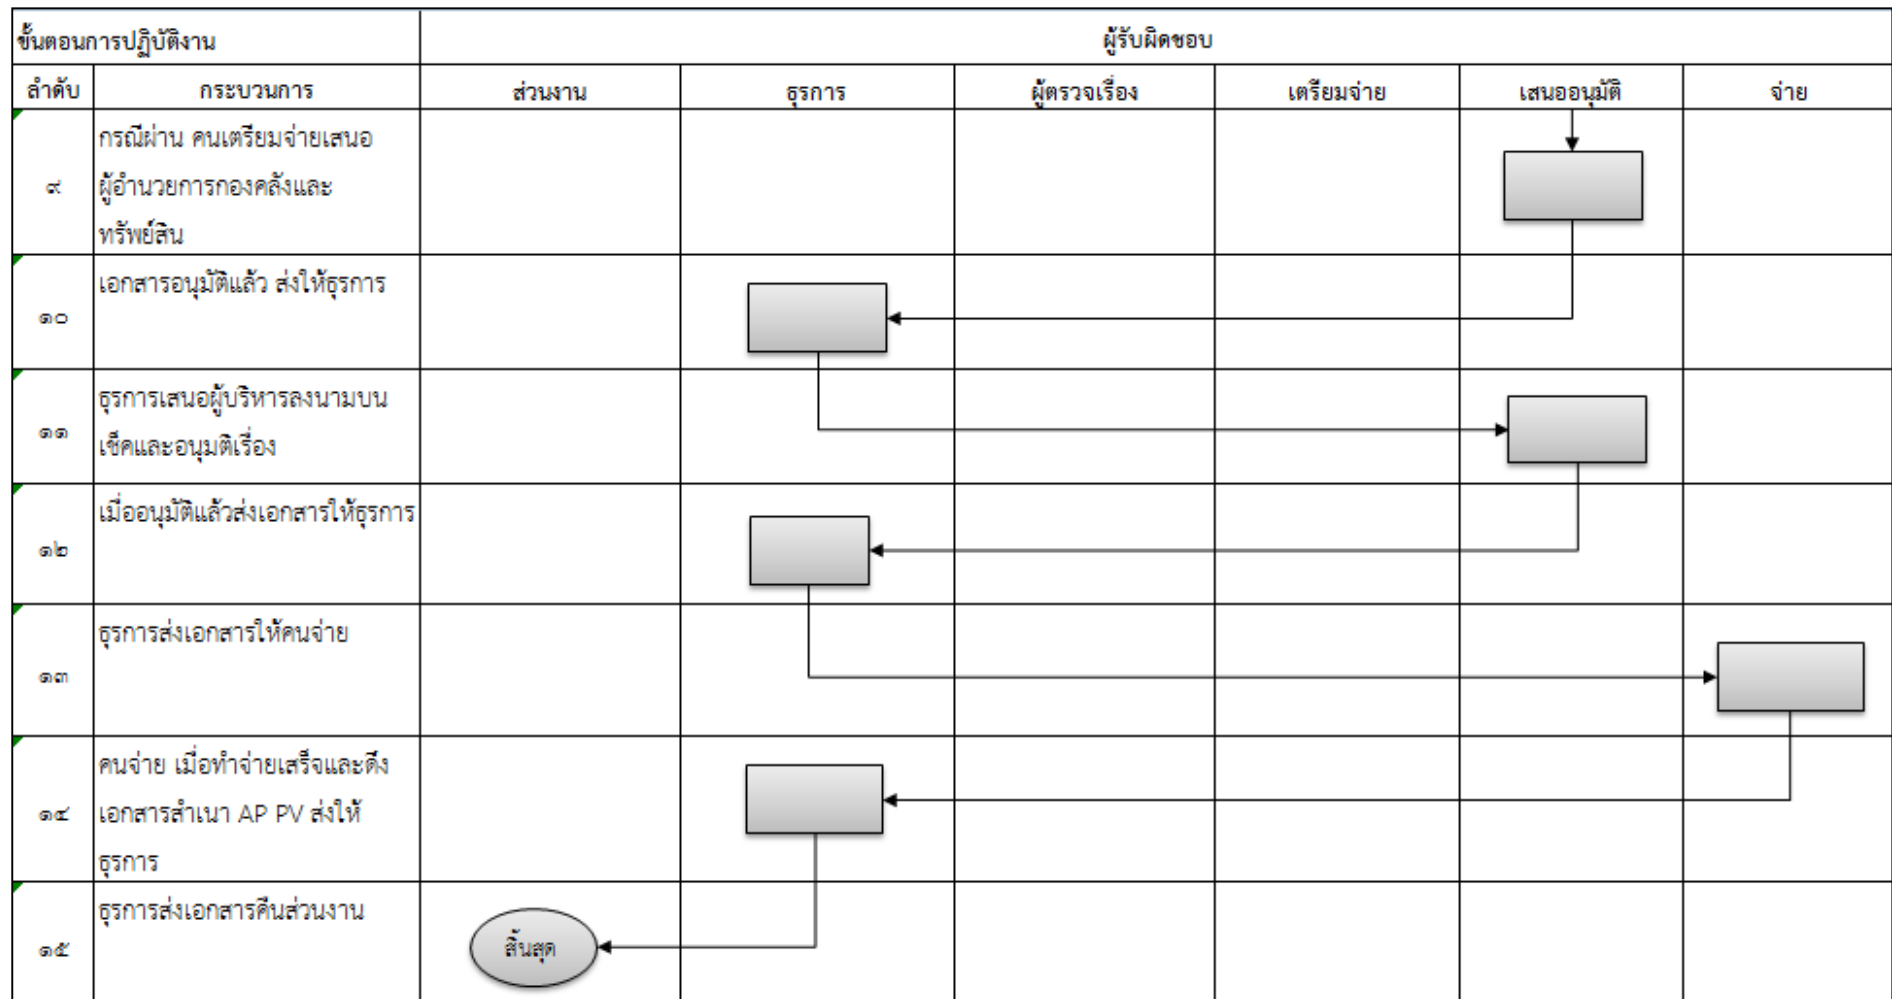 ขั้นตอนการปฏิบัติงาน ผู้รับผิดชอบ
ลำดับ กระบวนการ ส่วนงาน ธุรการ ผู้ตรวจเรื่อง เตรียมจ่าย เสนออนุมัติ จ่าย
กรณีผ่าน คนเตรียมจ่ายเสนอ
๙ ผู้อำนวยการกองคลังและ
ทรัพย์สิน
เอกสารอนุมัติแล้ว ส่งให้ธุรการ
๑๐
ธุรการเสนอผู้บริหารลงนามบน
๑๑
เช็คและอนุมติเรื่อง
เมื่ออนุมัติแล้วส่งเอกสารให้ธุรการ
๑๒
ธุรการส่งเอกสารให้คนจ่าย
๑๓
คนจ่าย เมื่อทำจ่ายเสร็จและดึง
๑๔ เอกสารสำเนา AP PV ส่งให้
ธุรการ
ธุรการส่งเอกสารคืนส่วนงาน
๑๕ สิ้นสุด